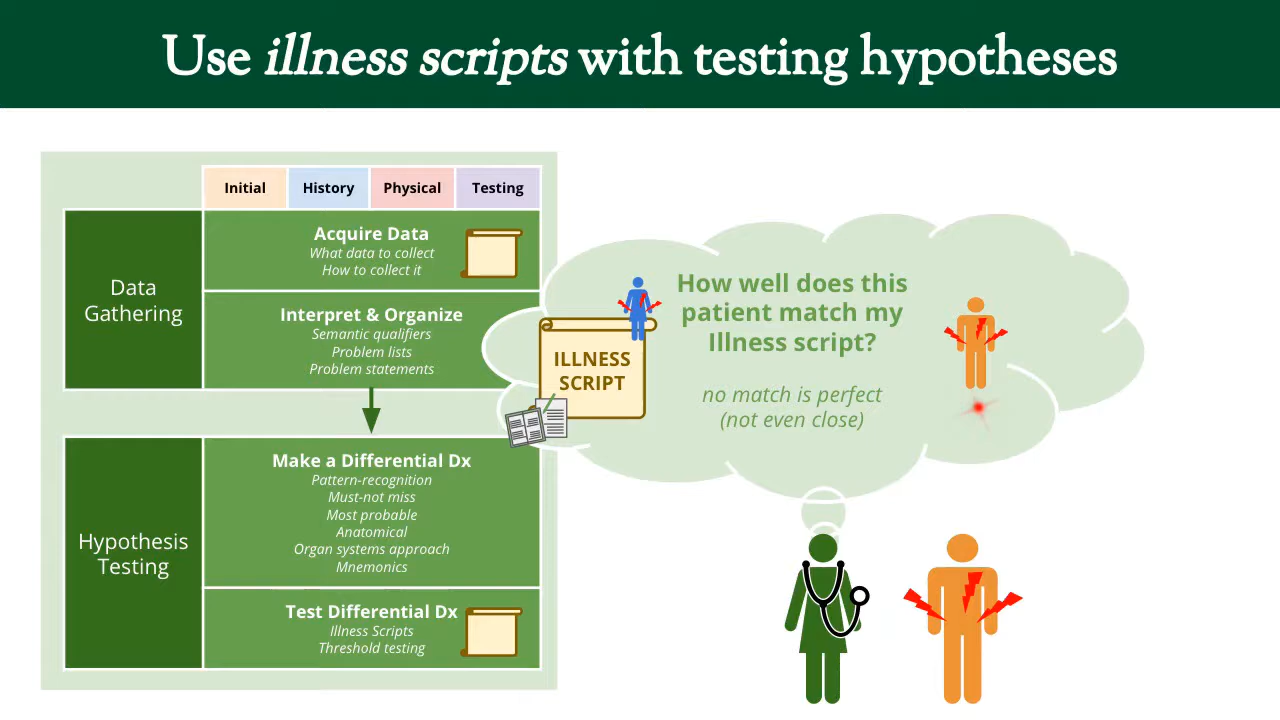 Use illness scripts with testing hypotheses
Initial
History
Physical
Testing
Data
Gathering
Acquire Data
What data to collect
How to collect it
Interpret & Organize
Semantic qualifiers
Problem lists
Problem statements
Hypothesis
Testing
Make a Differential Dx
Pattern-recognition
Must-not miss
Most probable
Anatomical
Organ systems approach
Mnemonics
Test Differential Dx
Illness Scripts
Threshold testing
ILLNESS
SCRIPT
How well does this
patient match my
Illness script?
no match is perfect
(not even close)